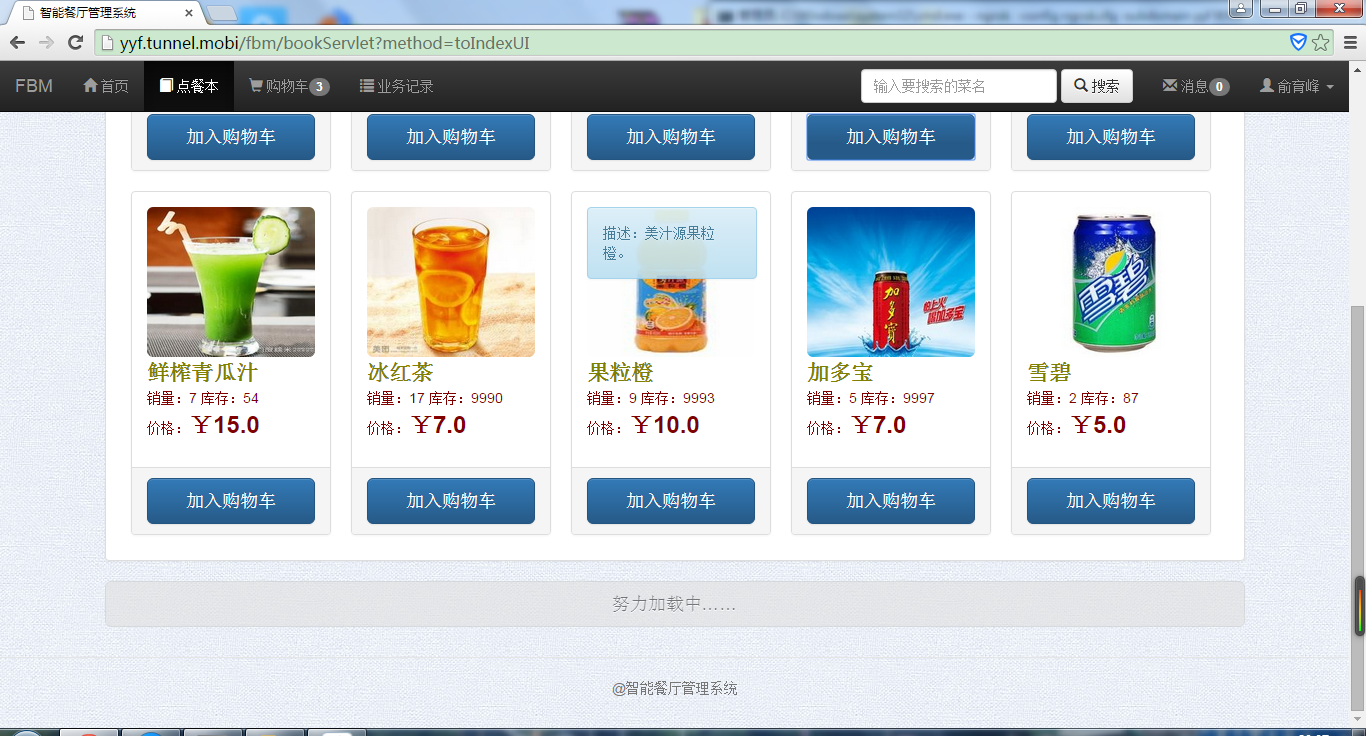 智能餐厅管理系统
yyf.tunnel.mobi/fbm/bookServlet?method=toIndexUI
FBM 首页 点餐本 购物车 3 业务记录 输入要搜索的菜名 搜索 消息 0 俞育峰
加入购物车 加入购物车 加入购物车 加入购物车 加入购物车
描述：美汁源果粒
橙。
加多宝
雪碧
鲜榨青瓜汁 冰红茶 果粒橙 加多宝 雪碧
销量：7 库存：54 销量：17 库存：9990 销量：9 库存：9993 销量：5 库存：9997 销量：2 库存：87
价格：￥15.0 价格：￥7.0 价格：￥10.0 价格：￥7.0 价格：￥5.0
加入购物车 加入购物车 加入购物车 加入购物车 加入购物车
努力加载中……
@智能餐厅管理系统